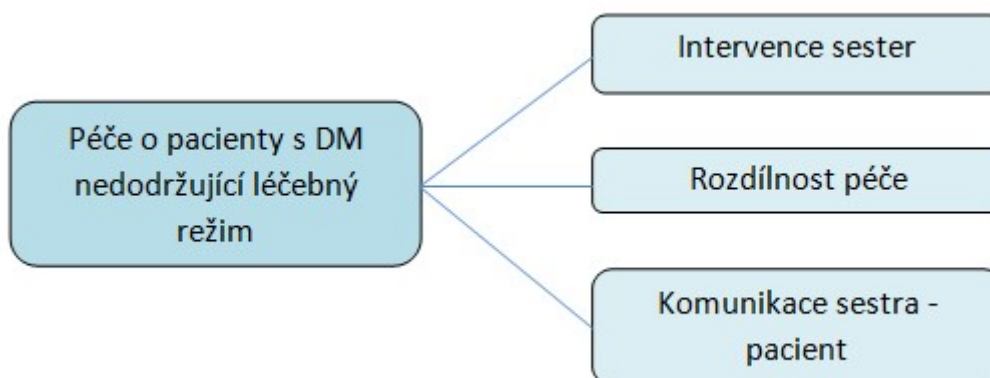 Péče o pacienty s DM
nedodržující léčebný
režim
Intervence sester
Rozdílnost péče
Komunikace sestra -
pacient